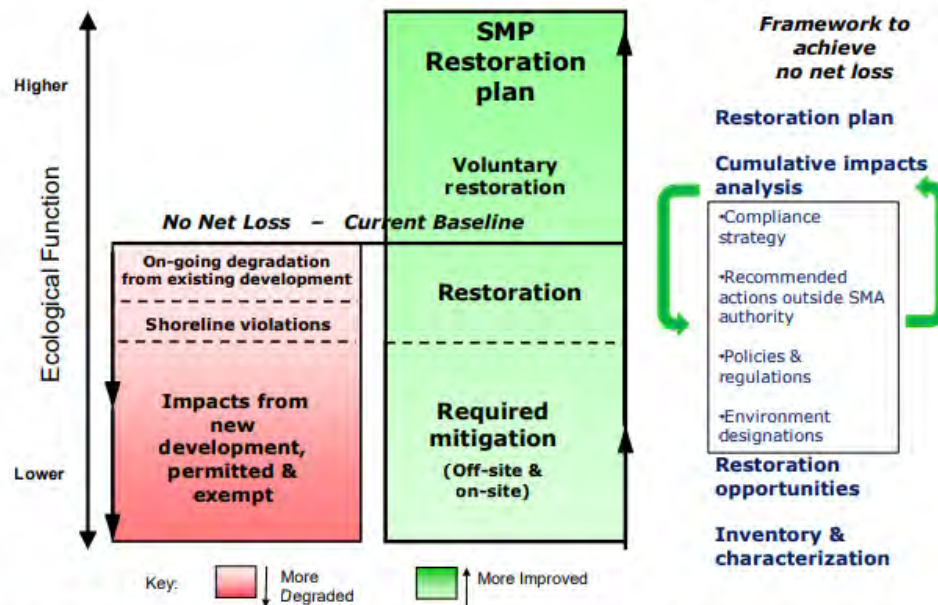 Higher
Ecological Function
Lower
SMP
Restoration
plan
Voluntary
restoration
No Net Loss – Current Baseline
On-going degradation
from existing development
Shoreline violations
Impacts from
new
development,
permitted &
exempt
Restoration
Required
mitigation
(Off-site &
on-site)
Framework to
achieve
no net loss
Restoration plan
Cumulative impacts
analysis
•Compliance
strategy
•Recommended
actions outside SMA
authority
•Policies &
regulations
•Environment
designations
Restoration
opportunities
Inventory &
characterization
Key:
More
Degraded
More Improved